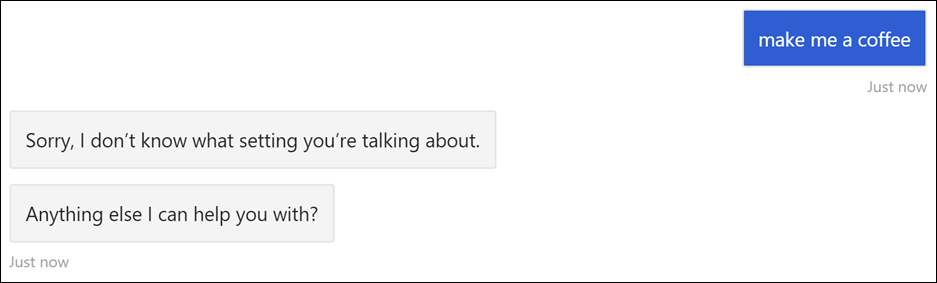 make me a coffee
Just now
Sorry, I don’t know what setting you’re talking about.
Anything else I can help you with?
Just now